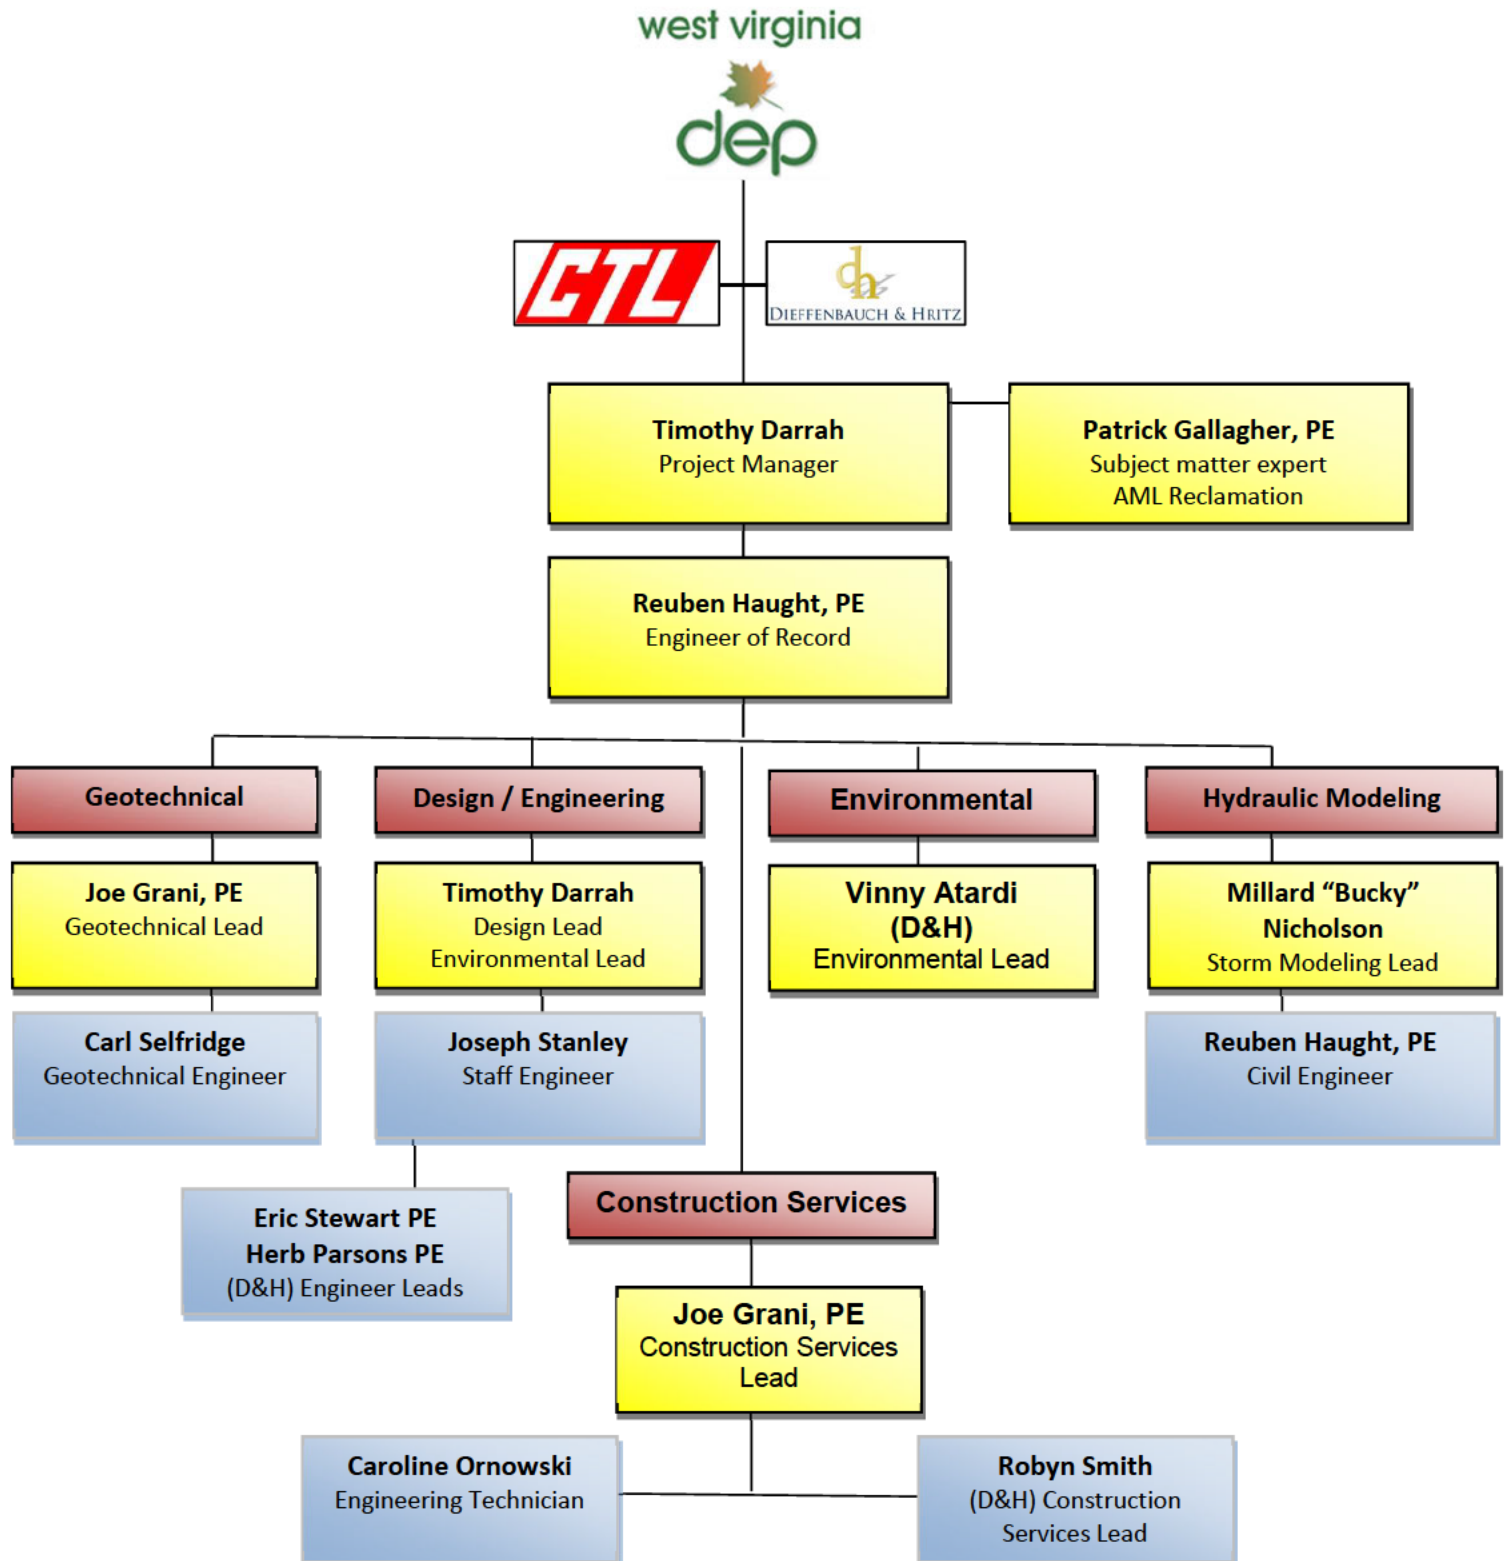 west virginia
dep
CTL
dh
DIEFFENBAUCH & HRITZ
Timothy Darrah
Project Manager
Patrick Gallagher, PE
Subject matter expert
AML Reclamation
Reuben Haught, PE
Engineer of Record
Geotechnical
Design / Engineering
Environmental
Hydraulic Modeling
Joe Grani, PE
Geotechnical Lead
Timothy Darrah
Design Lead
Environmental Lead
Vinny Atardi
(D&H)
Environmental Lead
Millard “Bucky”
Nicholson
Storm Modeling Lead
Carl Selfridge
Geotechnical Engineer
Joseph Stanley
Staff Engineer
Reuben Haught, PE
Civil Engineer
Eric Stewart PE
Herb Parsons PE
(D&H) Engineer Leads
Construction Services
Joe Grani, PE
Construction Services
Lead
Caroline Ornowski
Engineering Technician
Robyn Smith
(D&H) Construction
Services Lead